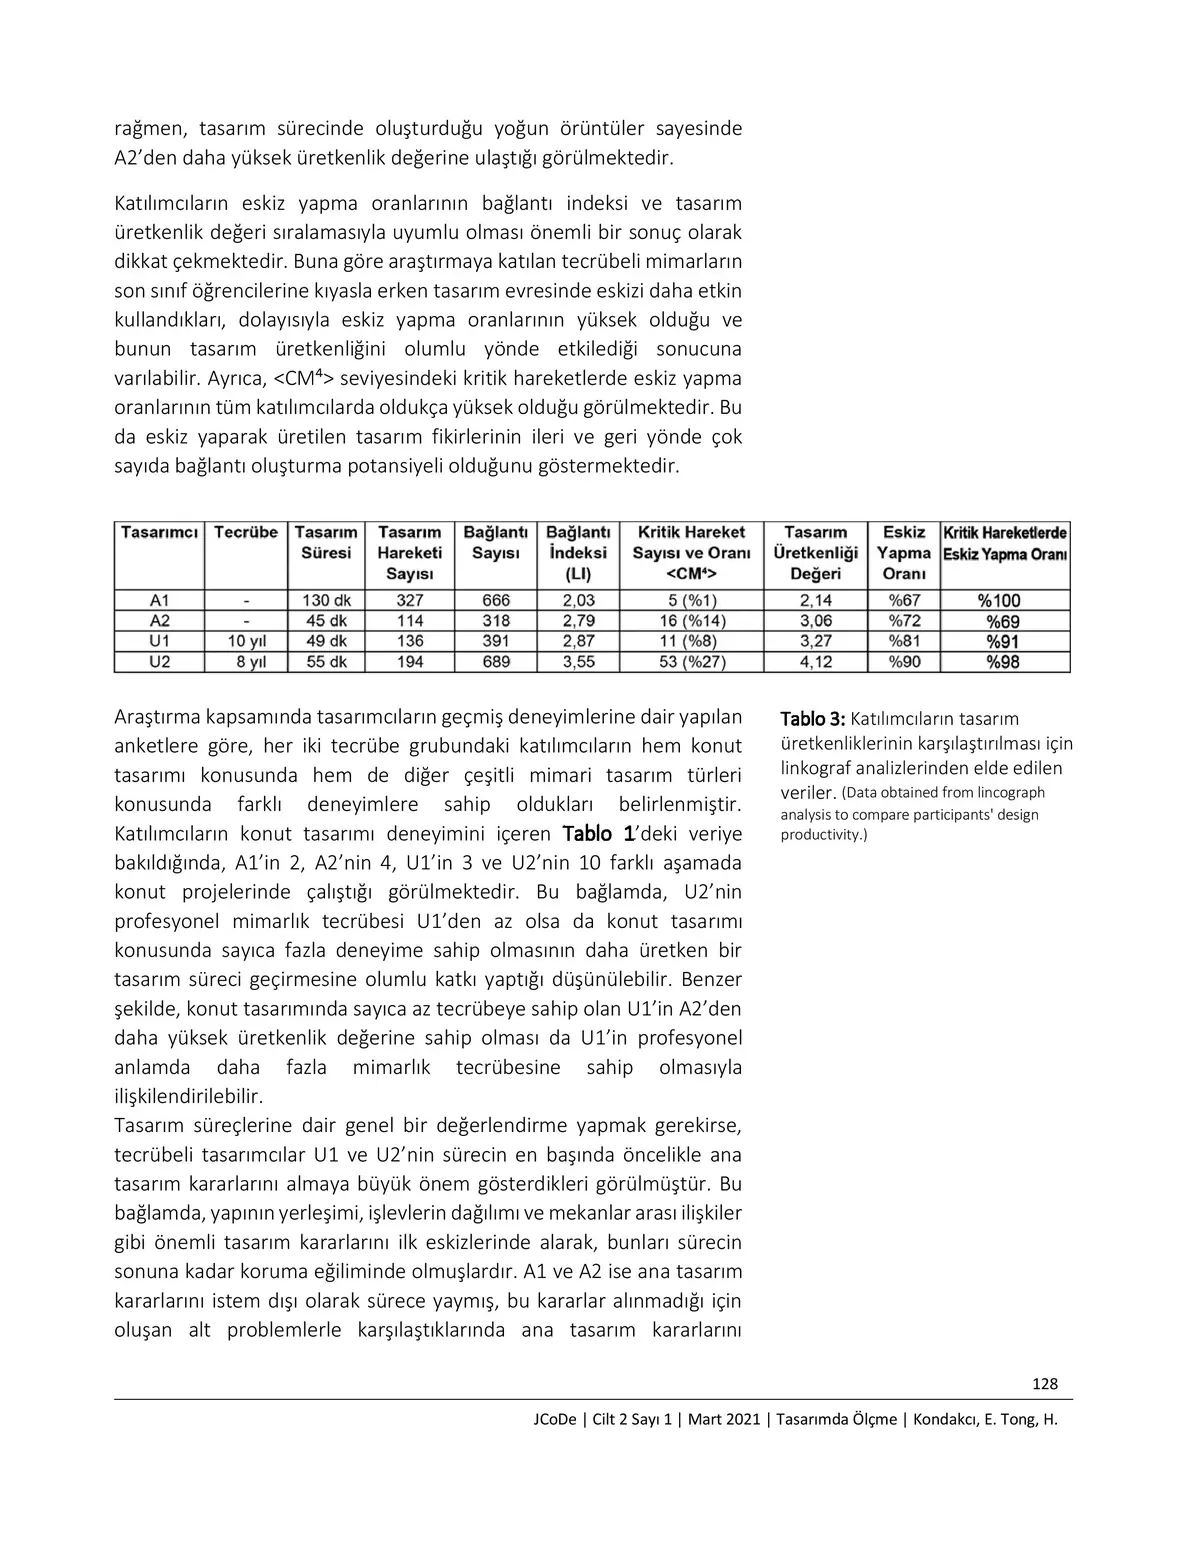 rağmen, tasarım sürecinde oluşturduğu yoğun örüntüler sayesinde
A2’den daha yüksek üretkenlik değerine ulaştığı görülmektedir.
Katılımcıların eskiz yapma oranlarının bağlantı indeksi ve tasarım
üretkenlik değeri sıralamasıyla uyumlu olması önemli bir sonuç olarak
dikkat çekmektedir. Buna göre araştırmaya katılan tecrübeli mimarların
son sınıf öğrencilerine kıyasla erken tasarım evresinde eskizi daha etkin
kullandıkları, dolayısıyla eskiz yapma oranlarının yüksek olduğu ve
bunun tasarım üretkenliğini olumlu yönde etkilediği sonucuna
varılabilir. Ayrıca, <CM⁴> seviyesindeki kritik hareketlerde eskiz yapma
oranlarının tüm katılımcılarda oldukça yüksek olduğu görülmektedir. Bu
da eskiz yaparak üretilen tasarım fikirlerinin ileri ve geri yönde çok
sayıda bağlantı oluşturma potansiyeli olduğunu göstermektedir.
Tasarımcı Tecrübe Tasarım Tasarım Bağlantı Bağlantı Kritik Hareket Tasarım Eskiz Kritik Hareketlerde
Süresi Hareketi Sayısı İndeksi Sayısı ve Oranı Üretkenliği Yapma Eskiz Yapma Oranı
Sayısı (LI) <CM⁴> Değeri Oranı
A1 - 130 dk 327 666 2,03 5 (%1) 2,14 %67 %100
A2 - 45 dk 114 318 2,79 16 (%14) 3,06 %72 %69
U1 10 yıl 49 dk 136 391 2,87 11 (%8) 3,27 %81 %91
U2 8 yıl 55 dk 194 689 3,55 53 (%27) 4,12 %90 %98
Araştırma kapsamında tasarımcıların geçmiş deneyimlerine dair yapılan
anketlere göre, her iki tecrübe grubundaki katılımcıların hem konut
tasarımı konusunda hem de diğer çeşitli mimari tasarım türleri
konusunda farklı deneyimlere sahip oldukları belirlenmiştir.
Katılımcıların konut tasarımı deneyimini içeren Tablo 1’deki veriye
bakıldığında, A1’in 2, A2’nin 4, U1’in 3 ve U2’nin 10 farklı aşamada
konut projelerinde çalıştığı görülmektedir. Bu bağlamda, U2’nin
profesyonel mimarlık tecrübesi U1’den az olsa da konut tasarımı
konusunda sayıca fazla deneyime sahip olmasının daha üretken bir
tasarım süreci geçirmesine olumlu katkı yaptığı düşünülebilir. Benzer
şekilde, konut tasarımında sayıca az tecrübeye sahip olan U1’in A2’den
daha yüksek üretkenlik değerine sahip olması da U1’in profesyonel
anlamda daha fazla mimarlık tecrübesine sahip olmasıyla
ilişkilendirilebilir.
Tasarım süreçlerine dair genel bir değerlendirme yapmak gerekirse,
tecrübeli tasarımcılar U1 ve U2’nin sürecin en başında öncelikle ana
tasarım kararlarını almaya büyük önem gösterdikleri görülmüştür. Bu
bağlamda, yapının yerleşimi, işlevlerin dağılımı ve mekanlar arası ilişkiler
gibi önemli tasarım kararlarını ilk eskizlerinde alarak, bunları sürecin
sonuna kadar koruma eğiliminde olmuşlardır. A1 ve A2 ise ana tasarım
kararlarını istem dışı olarak sürece yaymış, bu kararlar alınmadığı için
oluşan alt problemlerle karşılaştıklarında ana tasarım kararlarını
Tablo 3: Katılımcıların tasarım
üretkenliklerinin karşılaştırılması için
linkograf analizlerinden elde edilen
veriler. (Data obtained from lincograph
analysis to compare participants' design
productivity.)
128
JCoDe | Cilt 2 Sayı 1 | Mart 2021 | Tasarımda Ölçme | Kondakcı, E. Tong, H.